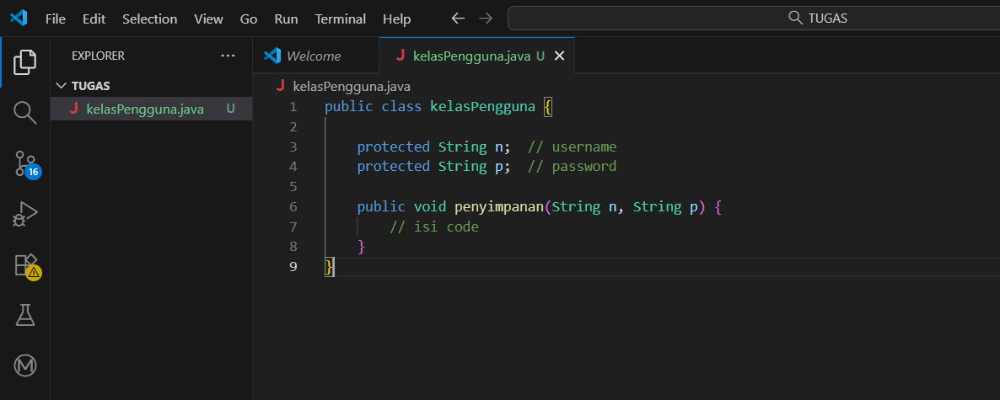 File Edit Selection View Go Run Terminal Help TUGAS
EXPLORER
Welcome
kelasPengguna.java U
TUGAS
kelasPengguna.java U
kelasPengguna.java
1 public class kelasPengguna {
2
3 protected String n; // username
4 protected String p; // password
5
6 public void penyimpanan(String n, String p) {
7 // isi code
8 }
9 }
16